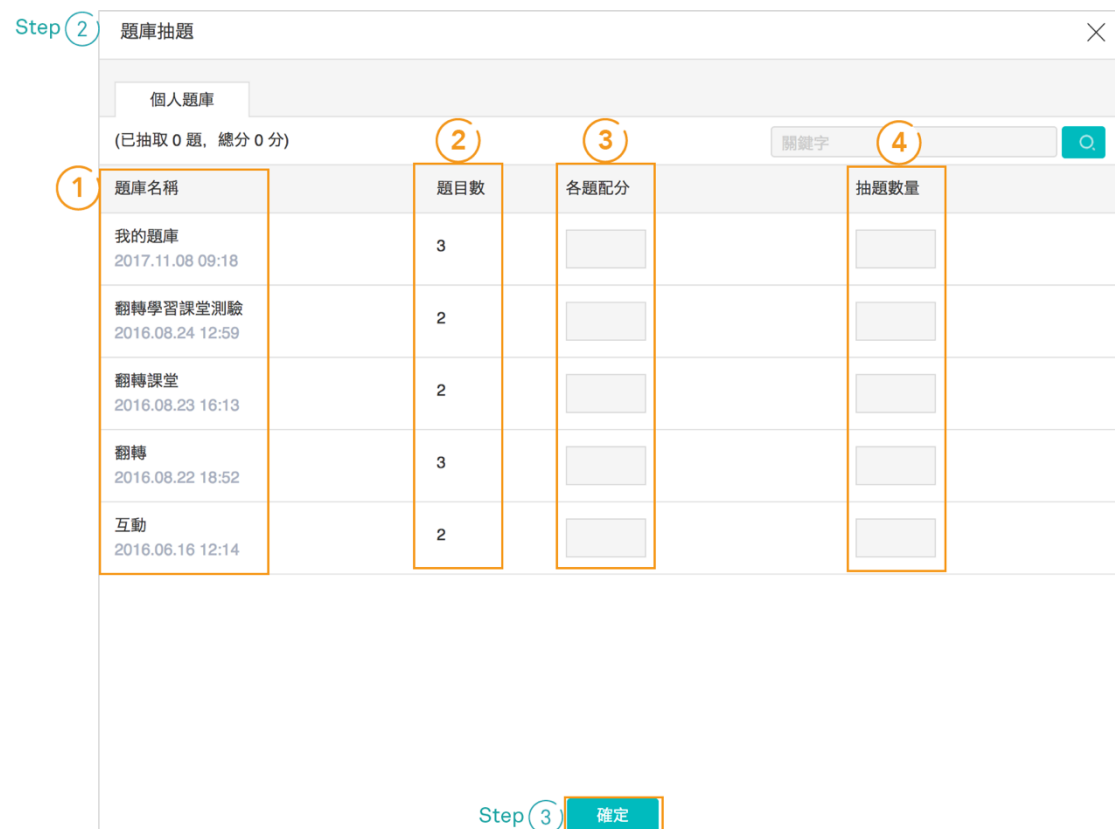 Step 2 題庫抽題
個人題庫
(已抽取 0 題, 總分 0 分) 2 3 關鍵字 4
1 題庫名稱 題目數 各題配分 抽題數量
我的題庫
2017.11.08 09:18
3
翻轉學習課堂測驗
2016.08.24 12:59
2
翻轉課堂
2016.08.23 16:13
2
翻轉
2016.08.22 18:52
3
互動
2016.06.16 12:14
2
Step 3 確定